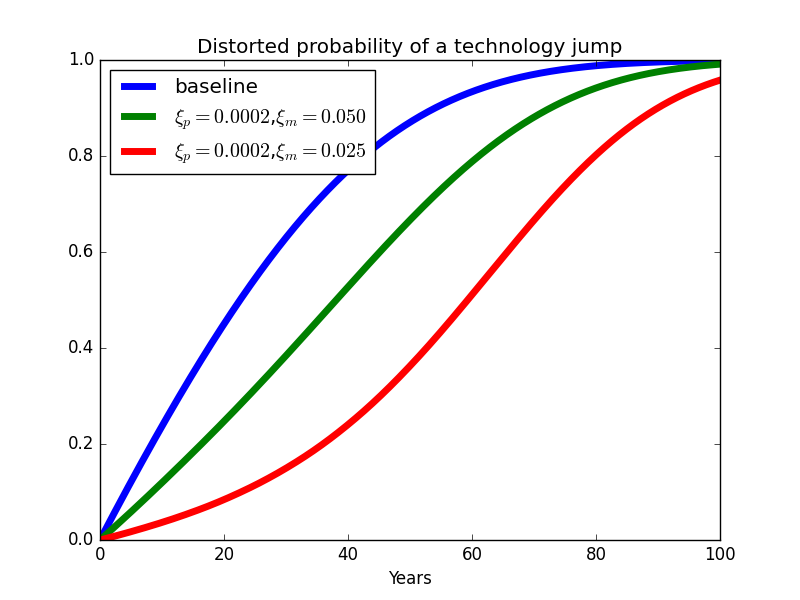 Distorted probability of a technology jump
1.0
baseline
ξₚ = 0.0002,ξₘ = 0.050
ξₚ = 0.0002,ξₘ = 0.025
0.8
0.6
0.4
0.2
0.0
0 20 40 60 80 100
Years